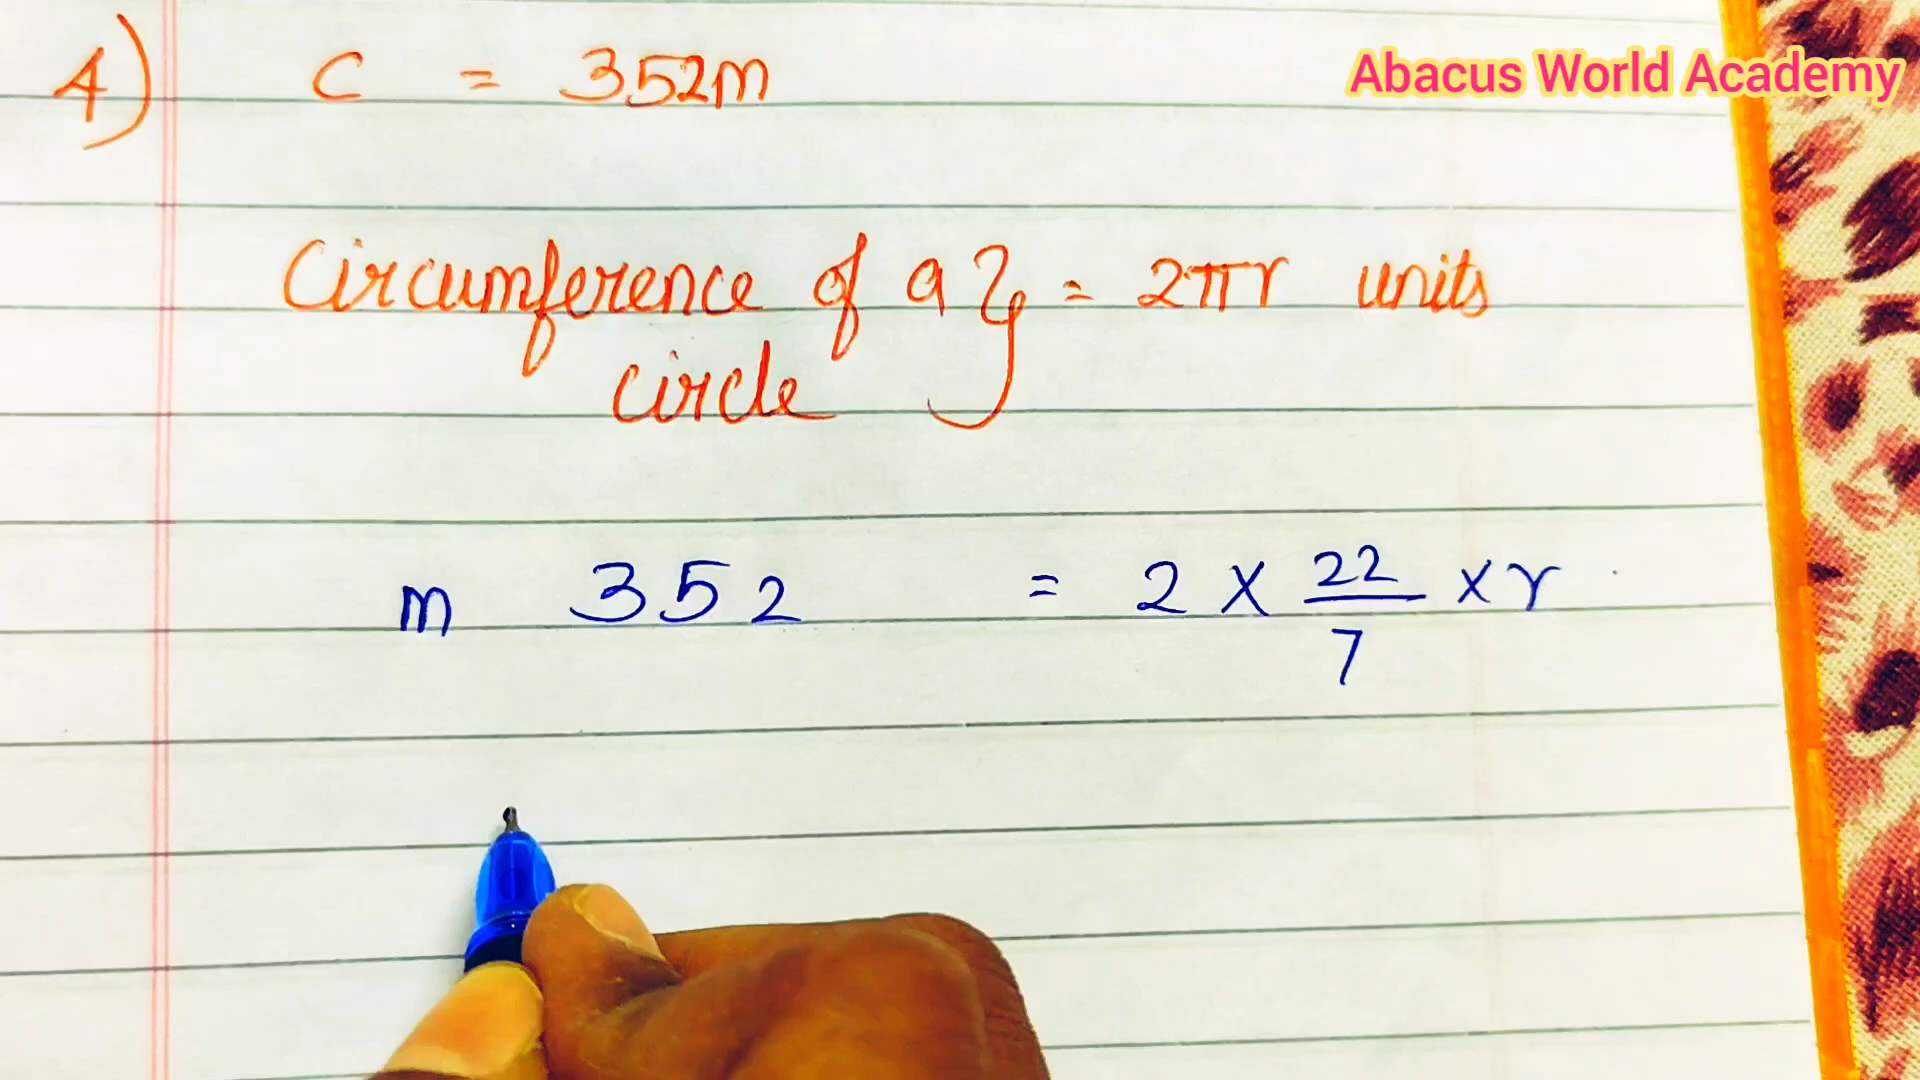 4) C = 352m
Abacus World Academy
Circumference of a } = 2πr units
circle
m 352 = 2 × 22/7 × r